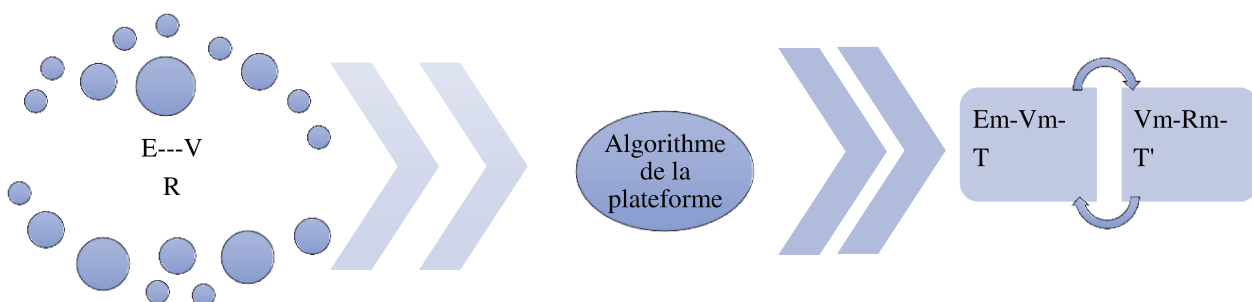 E---V
R
Algorithme
de la
plateforme
Em-Vm-
T
Vm-Rm-
T'